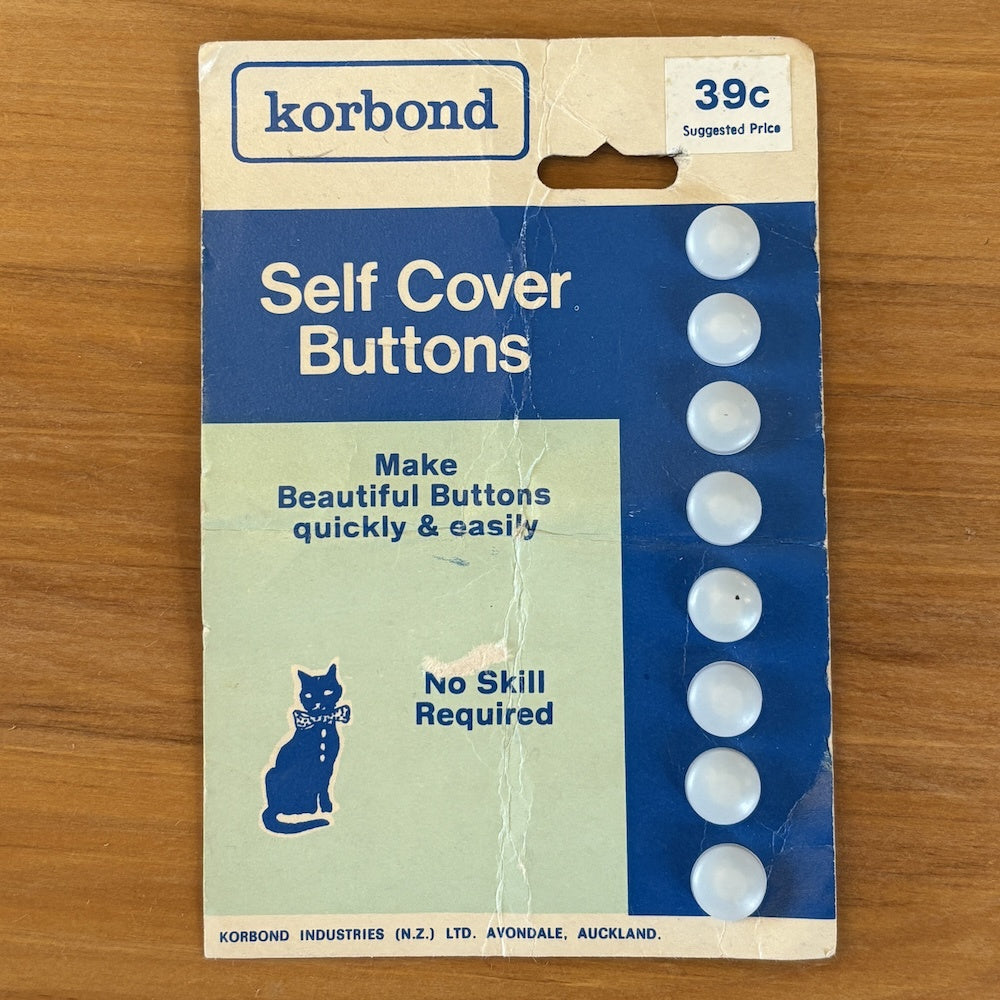 korbond
39c
Suggested Price
Self Cover
Buttons
Make
Beautiful Buttons
quickly & easily
No Skill
Required
KORBOND INDUSTRIES (N.Z.) LTD. AVONDALE, AUCKLAND.